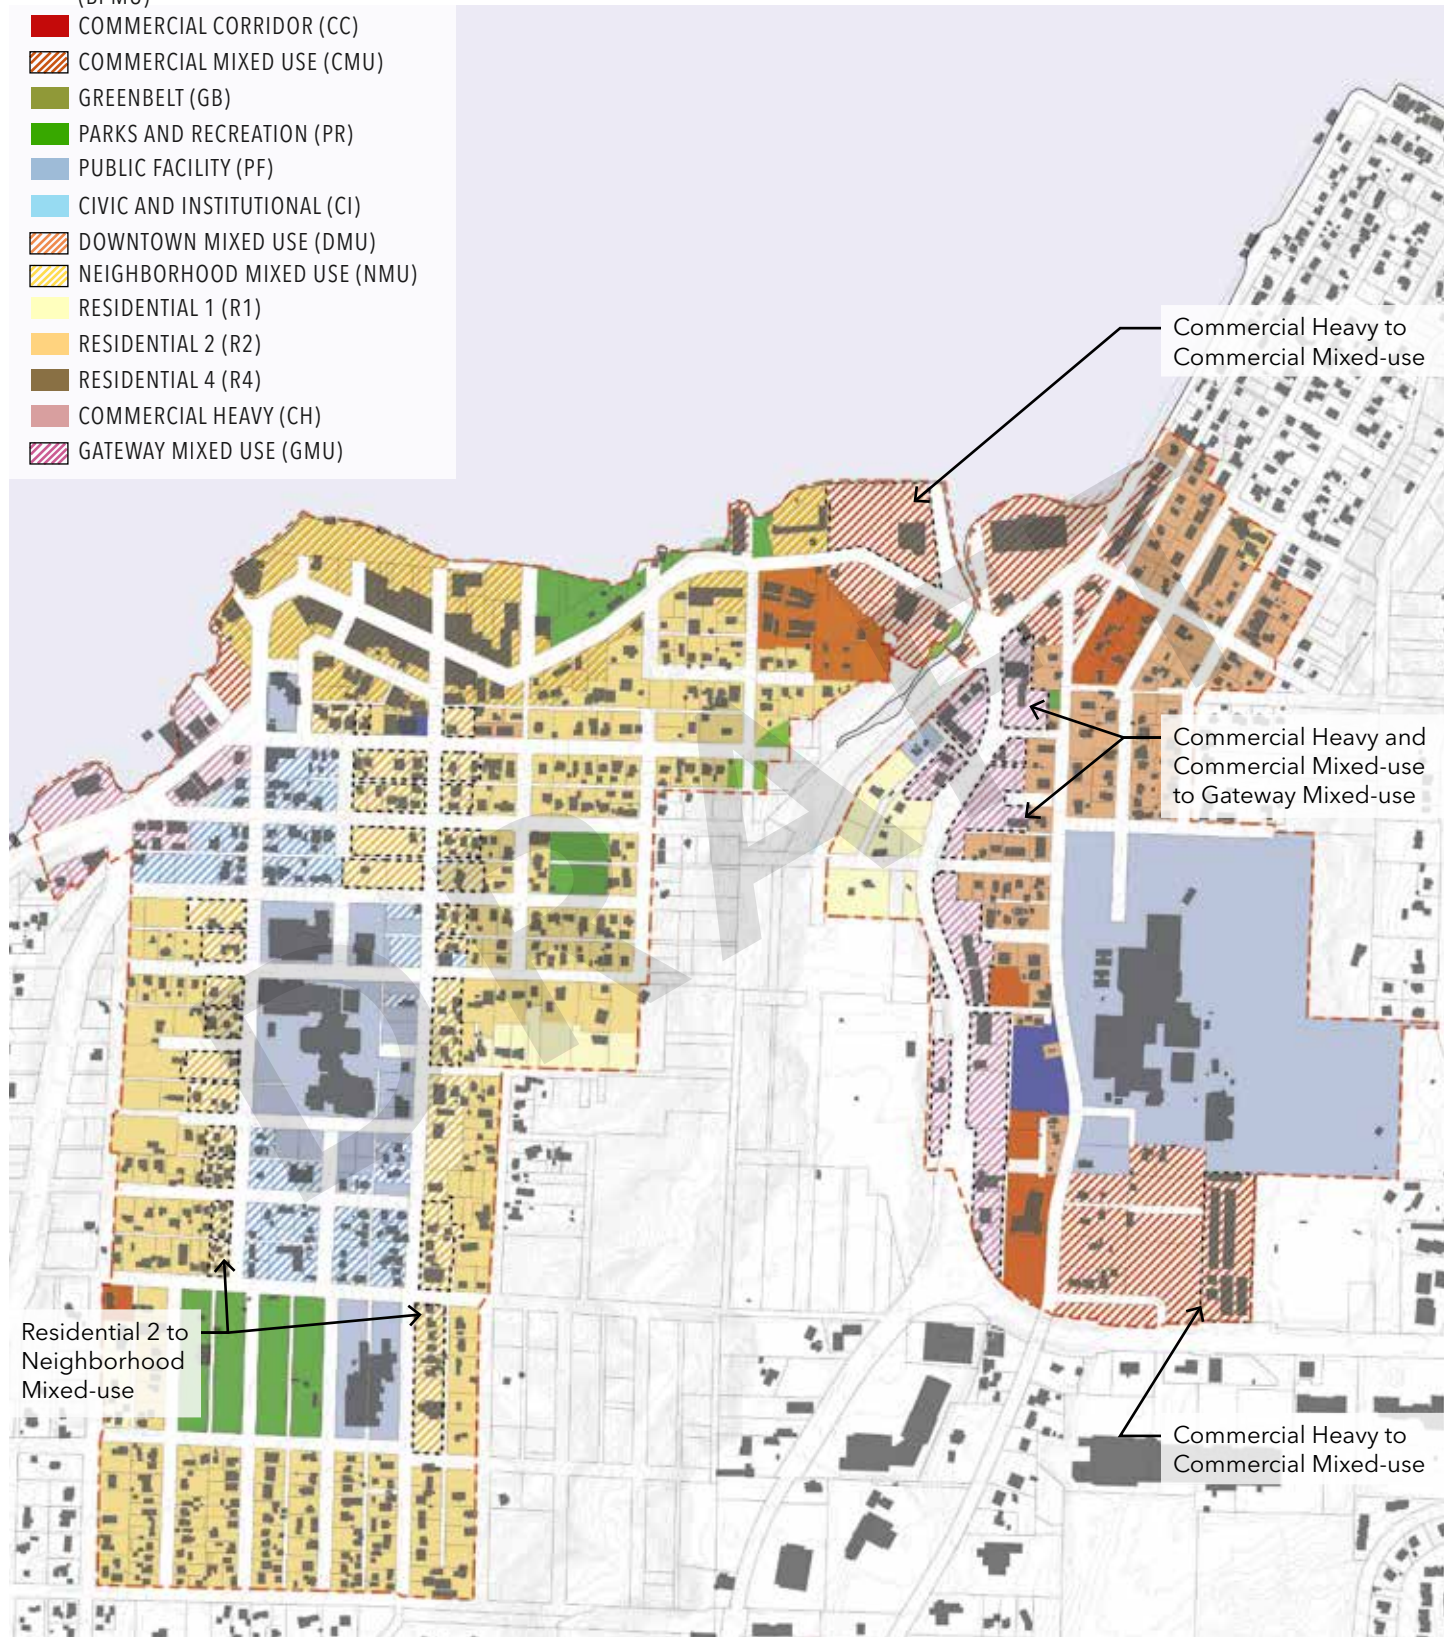 (BPMU)
COMMERCIAL CORRIDOR (CC)
COMMERCIAL MIXED USE (CMU)
GREENBELT (GB)
PARKS AND RECREATION (PR)
PUBLIC FACILITY (PF)
CIVIC AND INSTITUTIONAL (CI)
DOWNTOWN MIXED USE (DMU)
NEIGHBORHOOD MIXED USE (NMU)
RESIDENTIAL 1 (R1)
RESIDENTIAL 2 (R2)
RESIDENTIAL 4 (R4)
COMMERCIAL HEAVY (CH)
GATEWAY MIXED USE (GMU)
Commercial Heavy to
Commercial Mixed-use
Commercial Heavy and
Commercial Mixed-use
to Gateway Mixed-use
Residential 2 to
Neighborhood
Mixed-use
Commercial Heavy to
Commercial Mixed-use
DRAFT